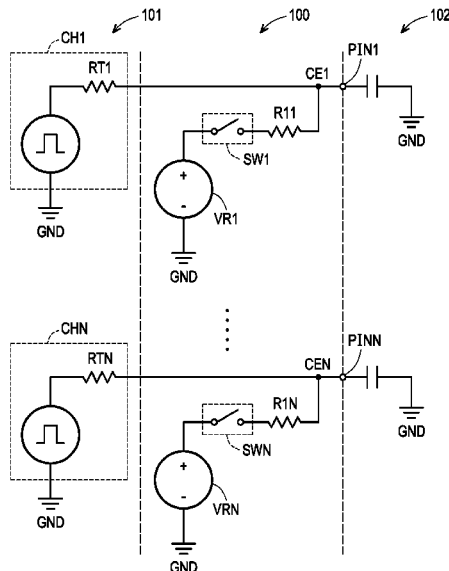 101 100 102
CH1 PIN1
RT1 CE1
R11
GND
SW1
VR1
GND
GND
CHN PINN
RTN CEN
R1N
GND
SWN
VRN
GND
GND